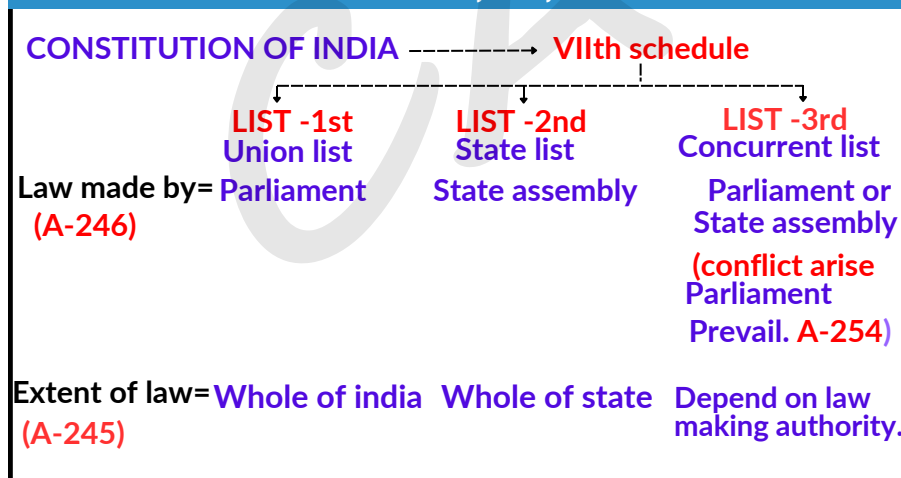 CONSTITUTION OF INDIA VIIth schedule
LIST -1st LIST -2nd LIST -3rd
Union list State list Concurrent list
Law made by= Parliament State assembly Parliament or
(A-246) State assembly
(conflict arise
Parliament
Prevail. A-254)
Extent of law= Whole of india Whole of state Depend on law
(A-245) making authority.